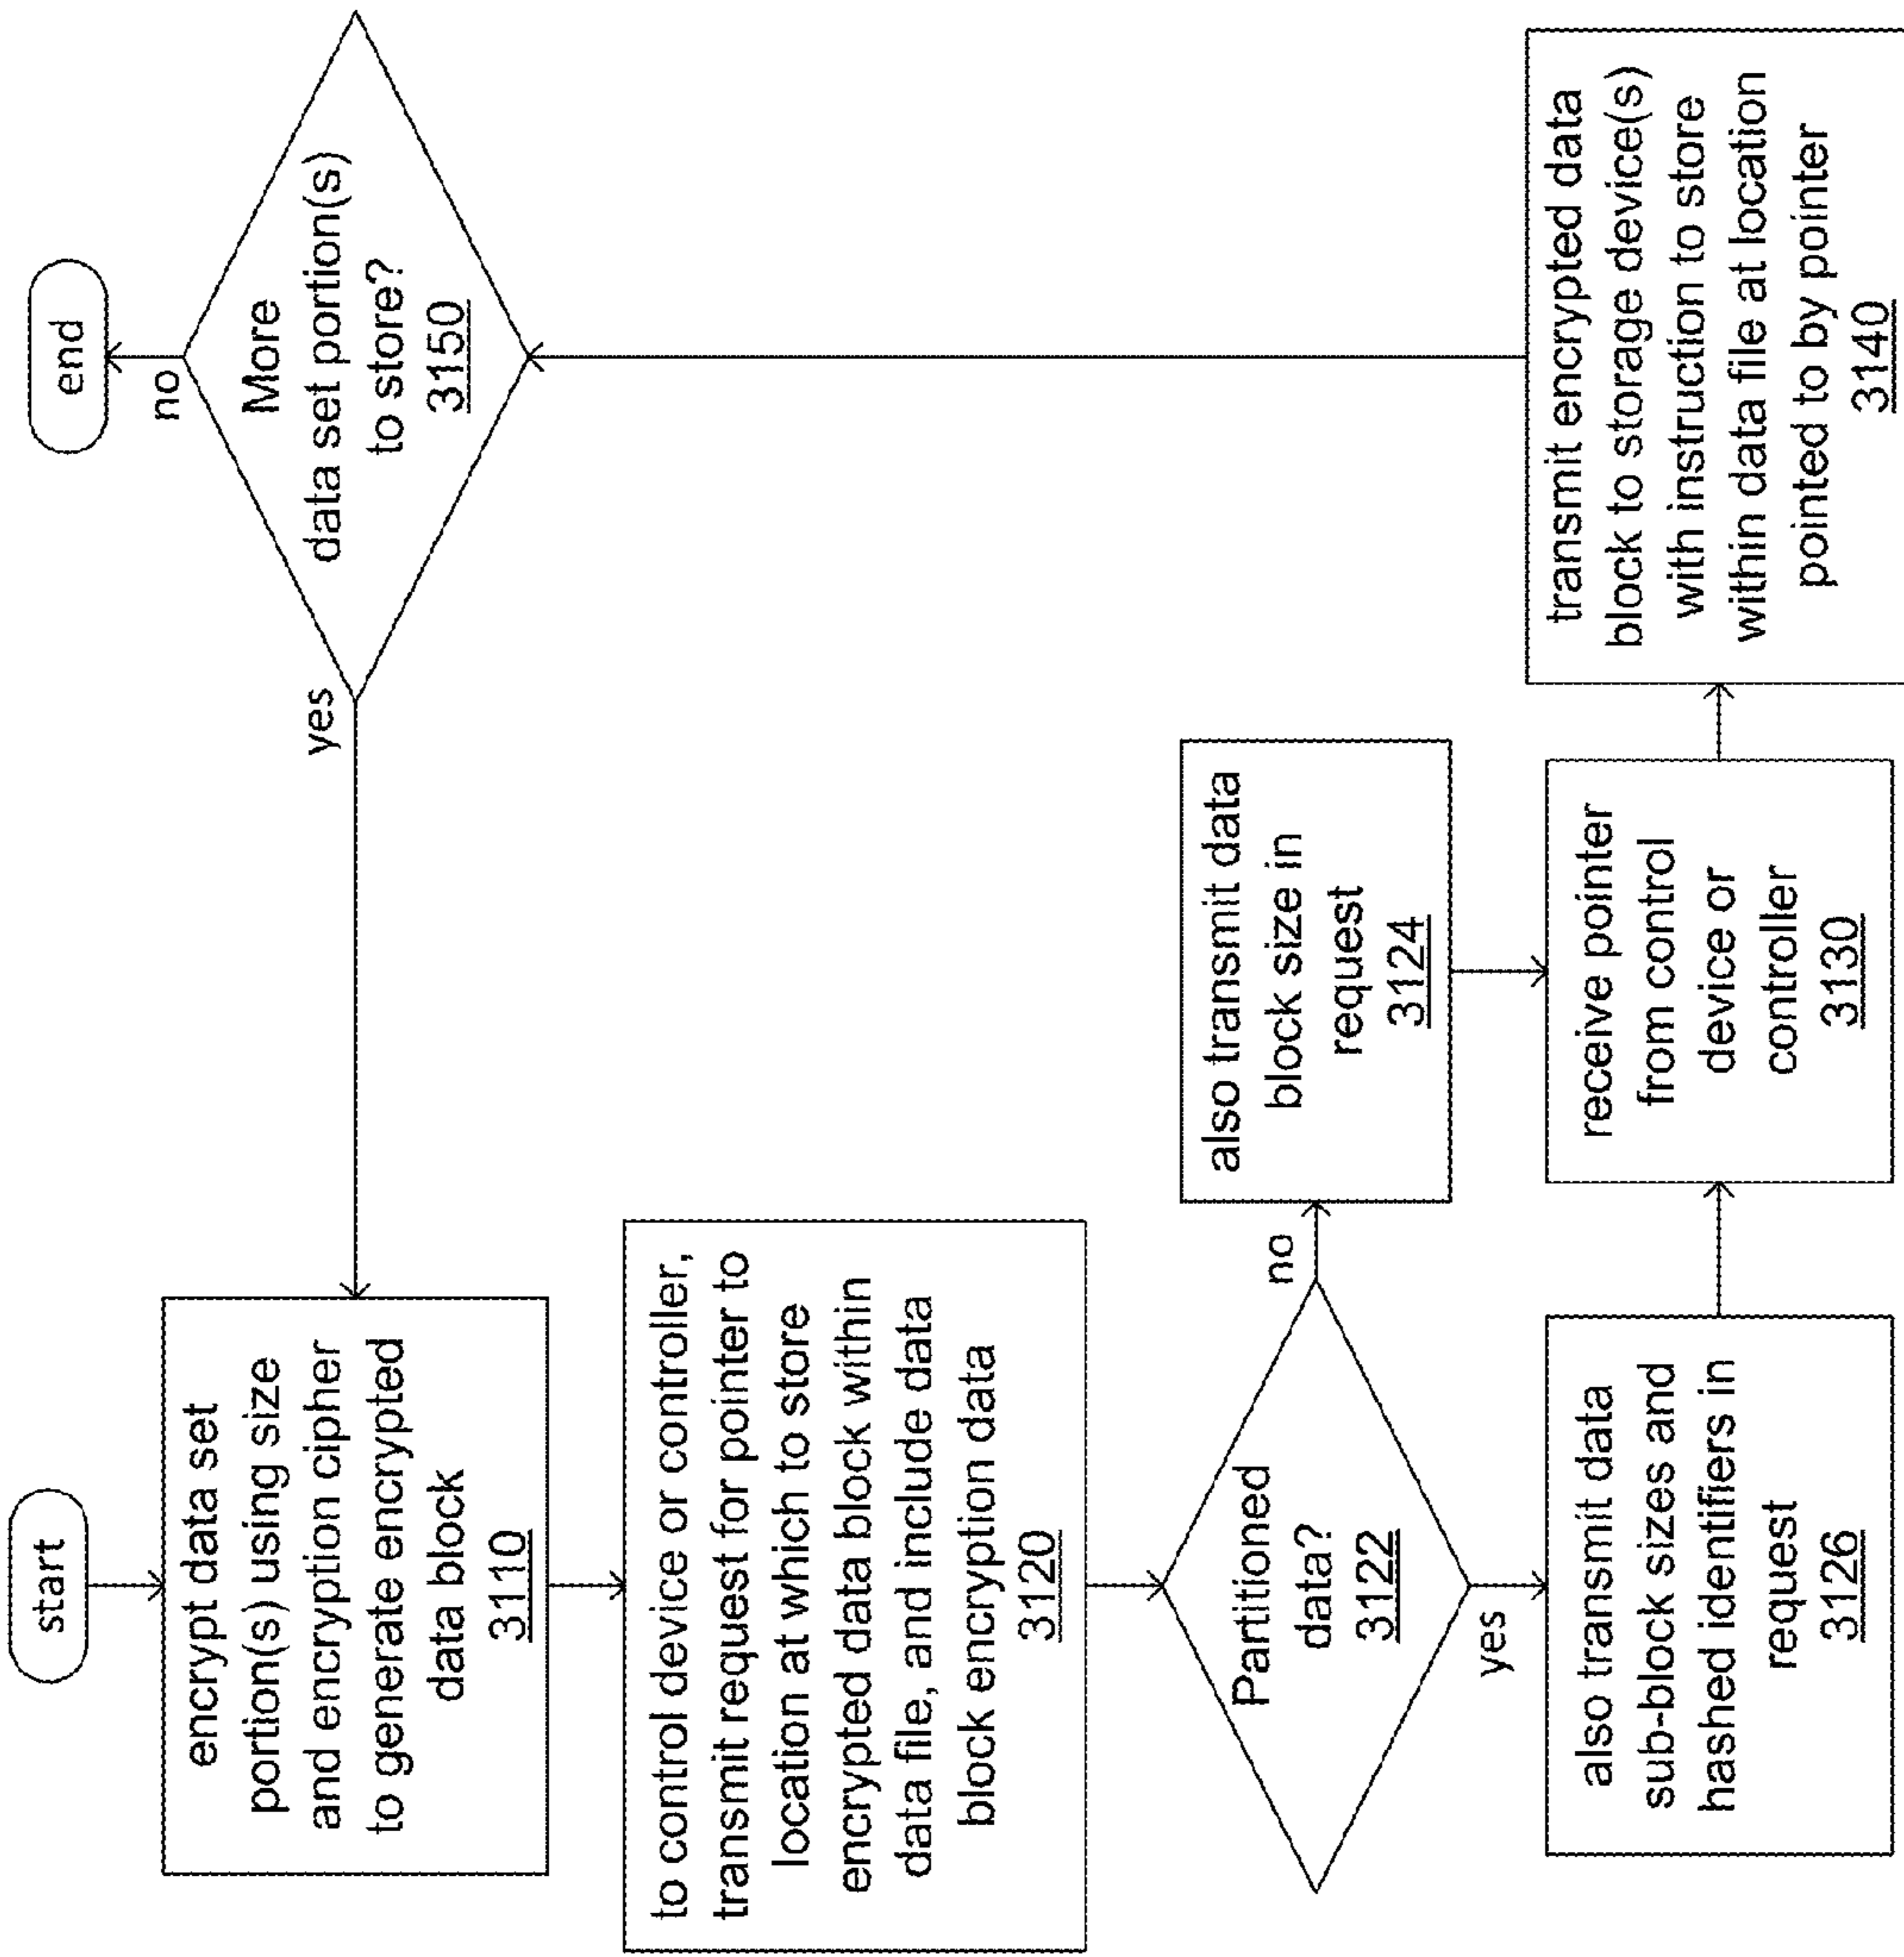 start
encrypt data set
portion(s) using size
and encryption cipher
to generate encrypted
data block
3110
to control device or controller,
transmit request for pointer to
location at which to store
encrypted data block within
data file, and include data
block encryption data
3120
Partitioned
data?
3122
no
yes
also transmit data
block size in
request
3124
also transmit data
sub-block sizes and
hashed identifiers in
request
3126
receive pointer
from control
device or
controller
3130
transmit encrypted data
block to storage device(s)
with instruction to store
within data file at location
pointed to by pointer
3140
More
data set portion(s)
to store?
3150
yes
no
end